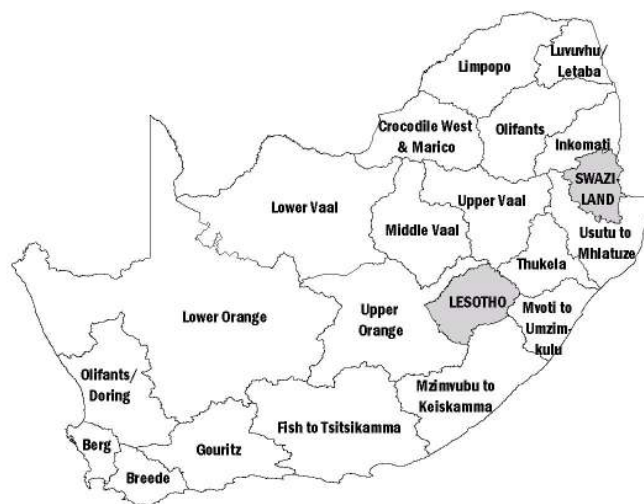 Luvuvhu/
Letaba
Limpopo
Crocodile West
& Marico
Olifants
Inkomati
SWAZI-
LAND
Lower Vaal
Upper Vaal
Middle Vaal
Usutu to
Mhlatuze
Thukela
LESOTHO
Lower Orange
Upper
Orange
Mvoti to
Umzim-
kulu
Olifants/
Doring
Mzimvubu to
Keiskamma
Fish to Tsitsikamma
Gouritz
Berg
Breede